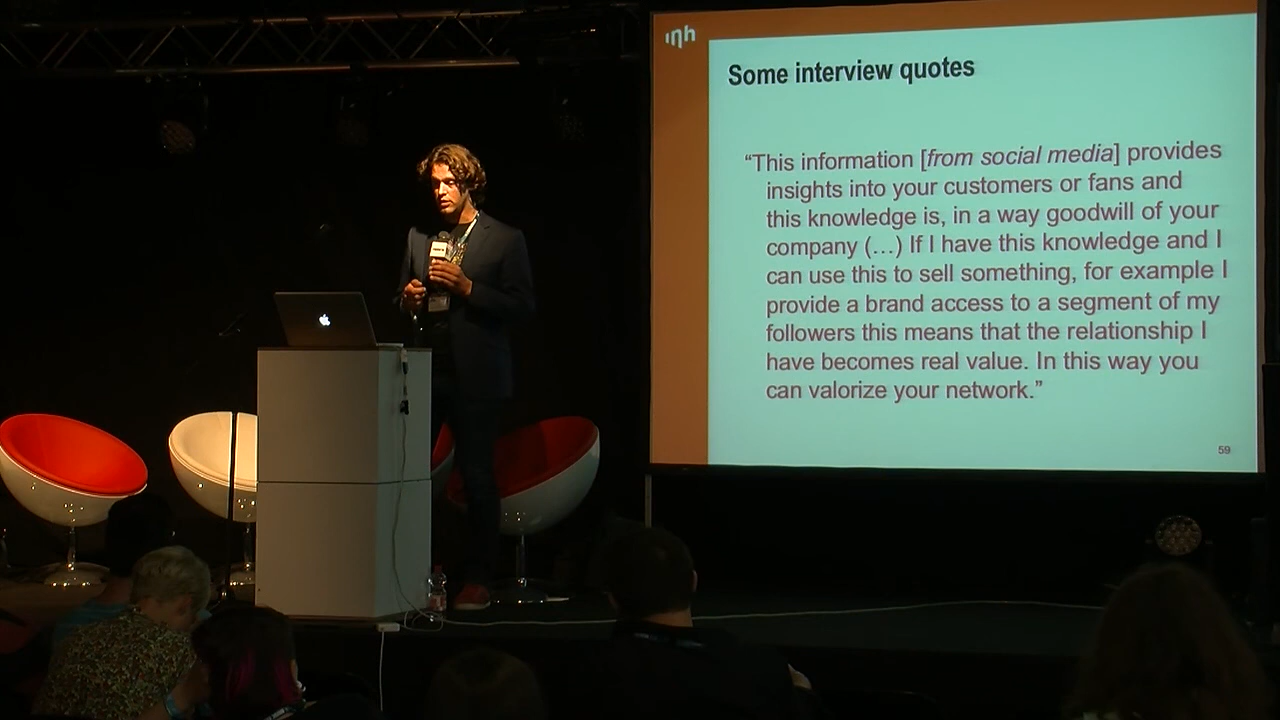 Some interview quotes
“This information [from social media] provides
insights into your customers or fans and
this knowledge is, in a way goodwill of your
company (…) If I have this knowledge and I
can use this to sell something, for example I
provide a brand access to a segment of my
followers this means that the relationship I
have becomes real value. In this way you
can valorize your network.”
59